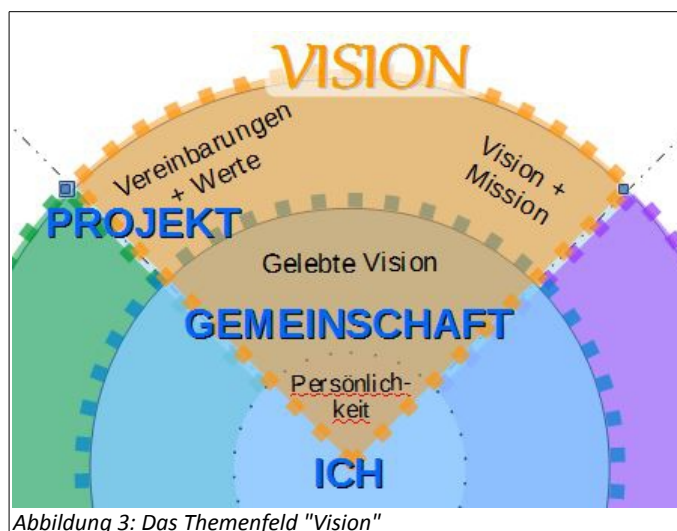 VISION
Vereinbarungen
+ Werte
Vision +
Mission
PROJEKT
Gelebte Vision
GEMEINSCHAFT
Persönlich-
keit
ICH
Abbildung 3: Das Themenfeld "Vision"